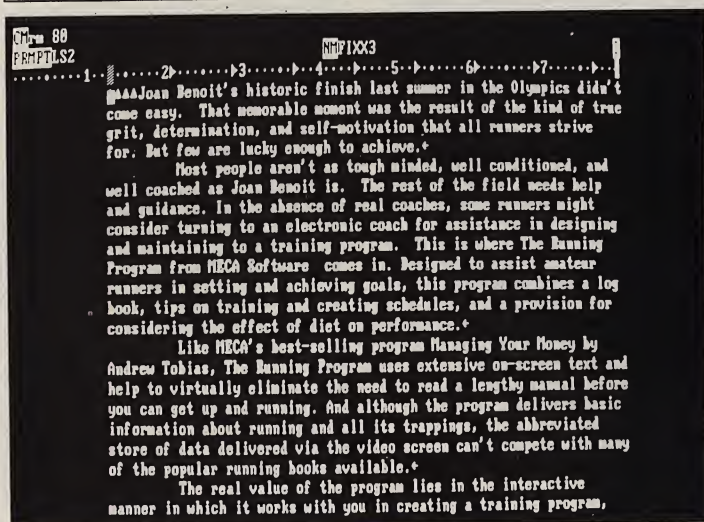 CMrm 80
PRMPTLS2 NMFIXX3
····•····1··▒·····2▶·····▶3····•▶···4···▶····5··▶•·····6▶·····▶7····•▶··
▲▲▲Joan Benoit's historic finish last summer in the Olympics didn't
come easy.  That memorable moment was the result of the kind of true
grit, determination, and self-motivation that all runners strive
for. But few are lucky enough to achieve.+
Most people aren't as tough minded, well conditioned, and
well coached as Joan Benoit is.  The rest of the field needs help
and guidance. In the absence of real coaches, some runners might
consider turning to an electronic coach for assistance in designing
and maintaining to a training program.  This is where The Running
Program from MECA Software  comes in. Designed to assist amateur
runners in setting and achieving goals, this program combines a log
book, tips on training and creating schedules, and a provision for
considering the effect of diet on performance.+
Like MECA's best-selling program Managing Your Money by
Andrew Tobias, The Running Program uses extensive on-screen text and
help to virtually eliminate the need to read a lengthy manual before
you can get up and running. And although the program delivers basic
information about running and all its trappings, the abbreviated
store of data delivered via the video screen can't compete with many
of the popular running books available.+
The real value of the program lies in the interactive
manner in which it works with you in creating a training program,